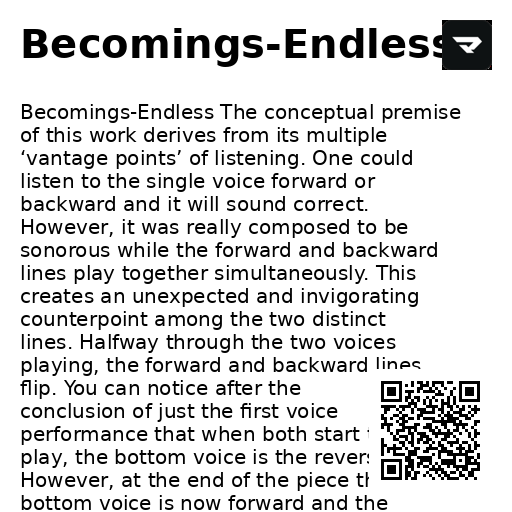 Becomings-Endless
Becomings-Endless The conceptual premise
of this work derives from its multiple
‘vantage points’ of listening. One could
listen to the single voice forward or
backward and it will sound correct.
However, it was really composed to be
sonorous while the forward and backward
lines play together simultaneously. This
creates an unexpected and invigorating
counterpoint among the two distinct
lines. Halfway through the two voices
playing, the forward and backward lines
flip. You can notice after the
conclusion of just the first voice
performance that when both start
play, the bottom voice is the
However, at the end of the piece
bottom voice is now forward and the